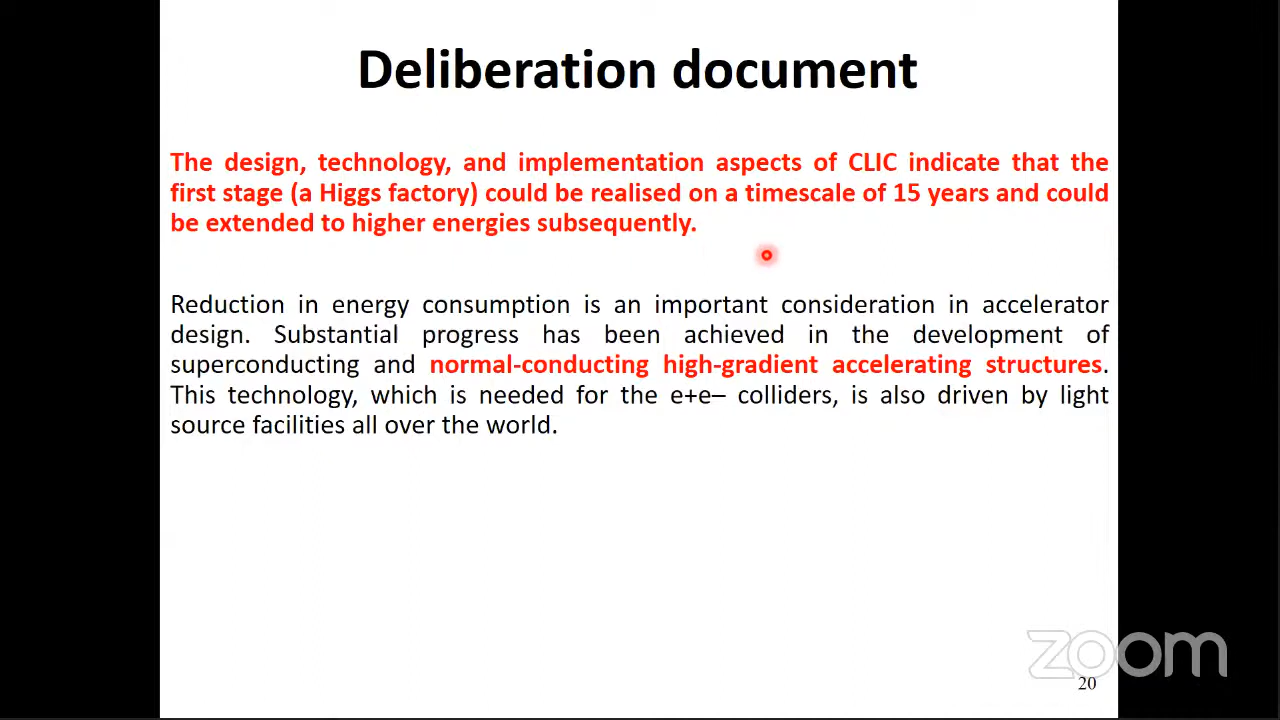 Deliberation document
The design, technology, and implementation aspects of CLIC indicate that the
first stage (a Higgs factory) could be realised on a timescale of 15 years and could
be extended to higher energies subsequently.
Reduction in energy consumption is an important consideration in accelerator
design. Substantial progress has been achieved in the development of
superconducting and normal-conducting high-gradient accelerating structures.
This technology, which is needed for the e+e– colliders, is also driven by light
source facilities all over the world.
zoom
20